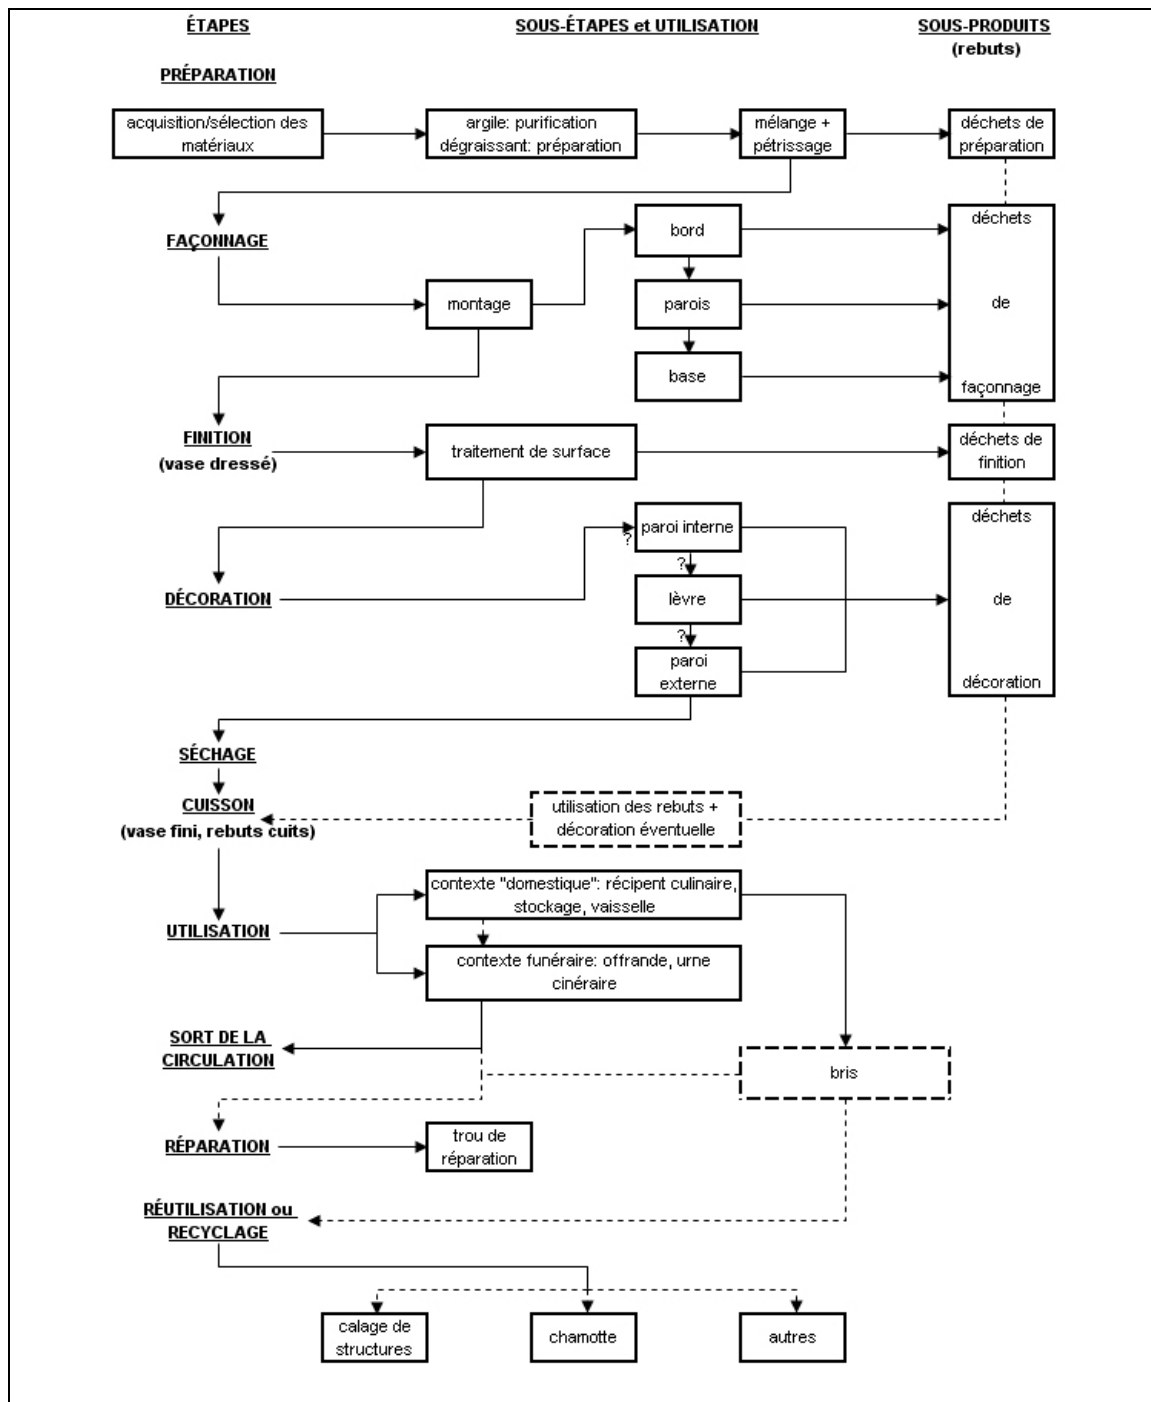 ÉTAPES
SOUS-ÉTAPES et UTILISATION
SOUS-PRODUITS
(rebuts)
PRÉPARATION
acquisition/sélection des
matériaux
argile: purification
dégraissant: préparation
mélange +
pétrissage
déchets de
préparation
FAÇONNAGE
montage
bord
parois
base
déchets
de
façonnage
FINITION
(vase dressé)
traitement de surface
déchets de
finition
DÉCORATION
?
paroi interne
?
lèvre
?
paroi
externe
déchets
de
décoration
SÉCHAGE
CUISSON
(vase fini, rebuts cuits)
utilisation des rebuts +
décoration éventuelle
UTILISATION
contexte "domestique": récipent culinaire,
stockage, vaisselle
contexte funéraire: offrande, urne
cinéraire
SORT DE LA
CIRCULATION
bris
RÉPARATION
trou de
réparation
RÉUTILISATION ou
RECYCLAGE
calage de
structures
chamotte
autres